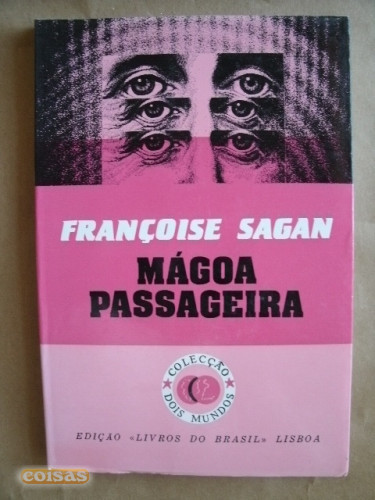 FRANÇOISE SAGAN
MÁGOA
PASSAGEIRA
COLECÇÃO
DOIS MUNDOS
EDIÇÃO «LIVROS DO BRASIL» LISBOA
coisas